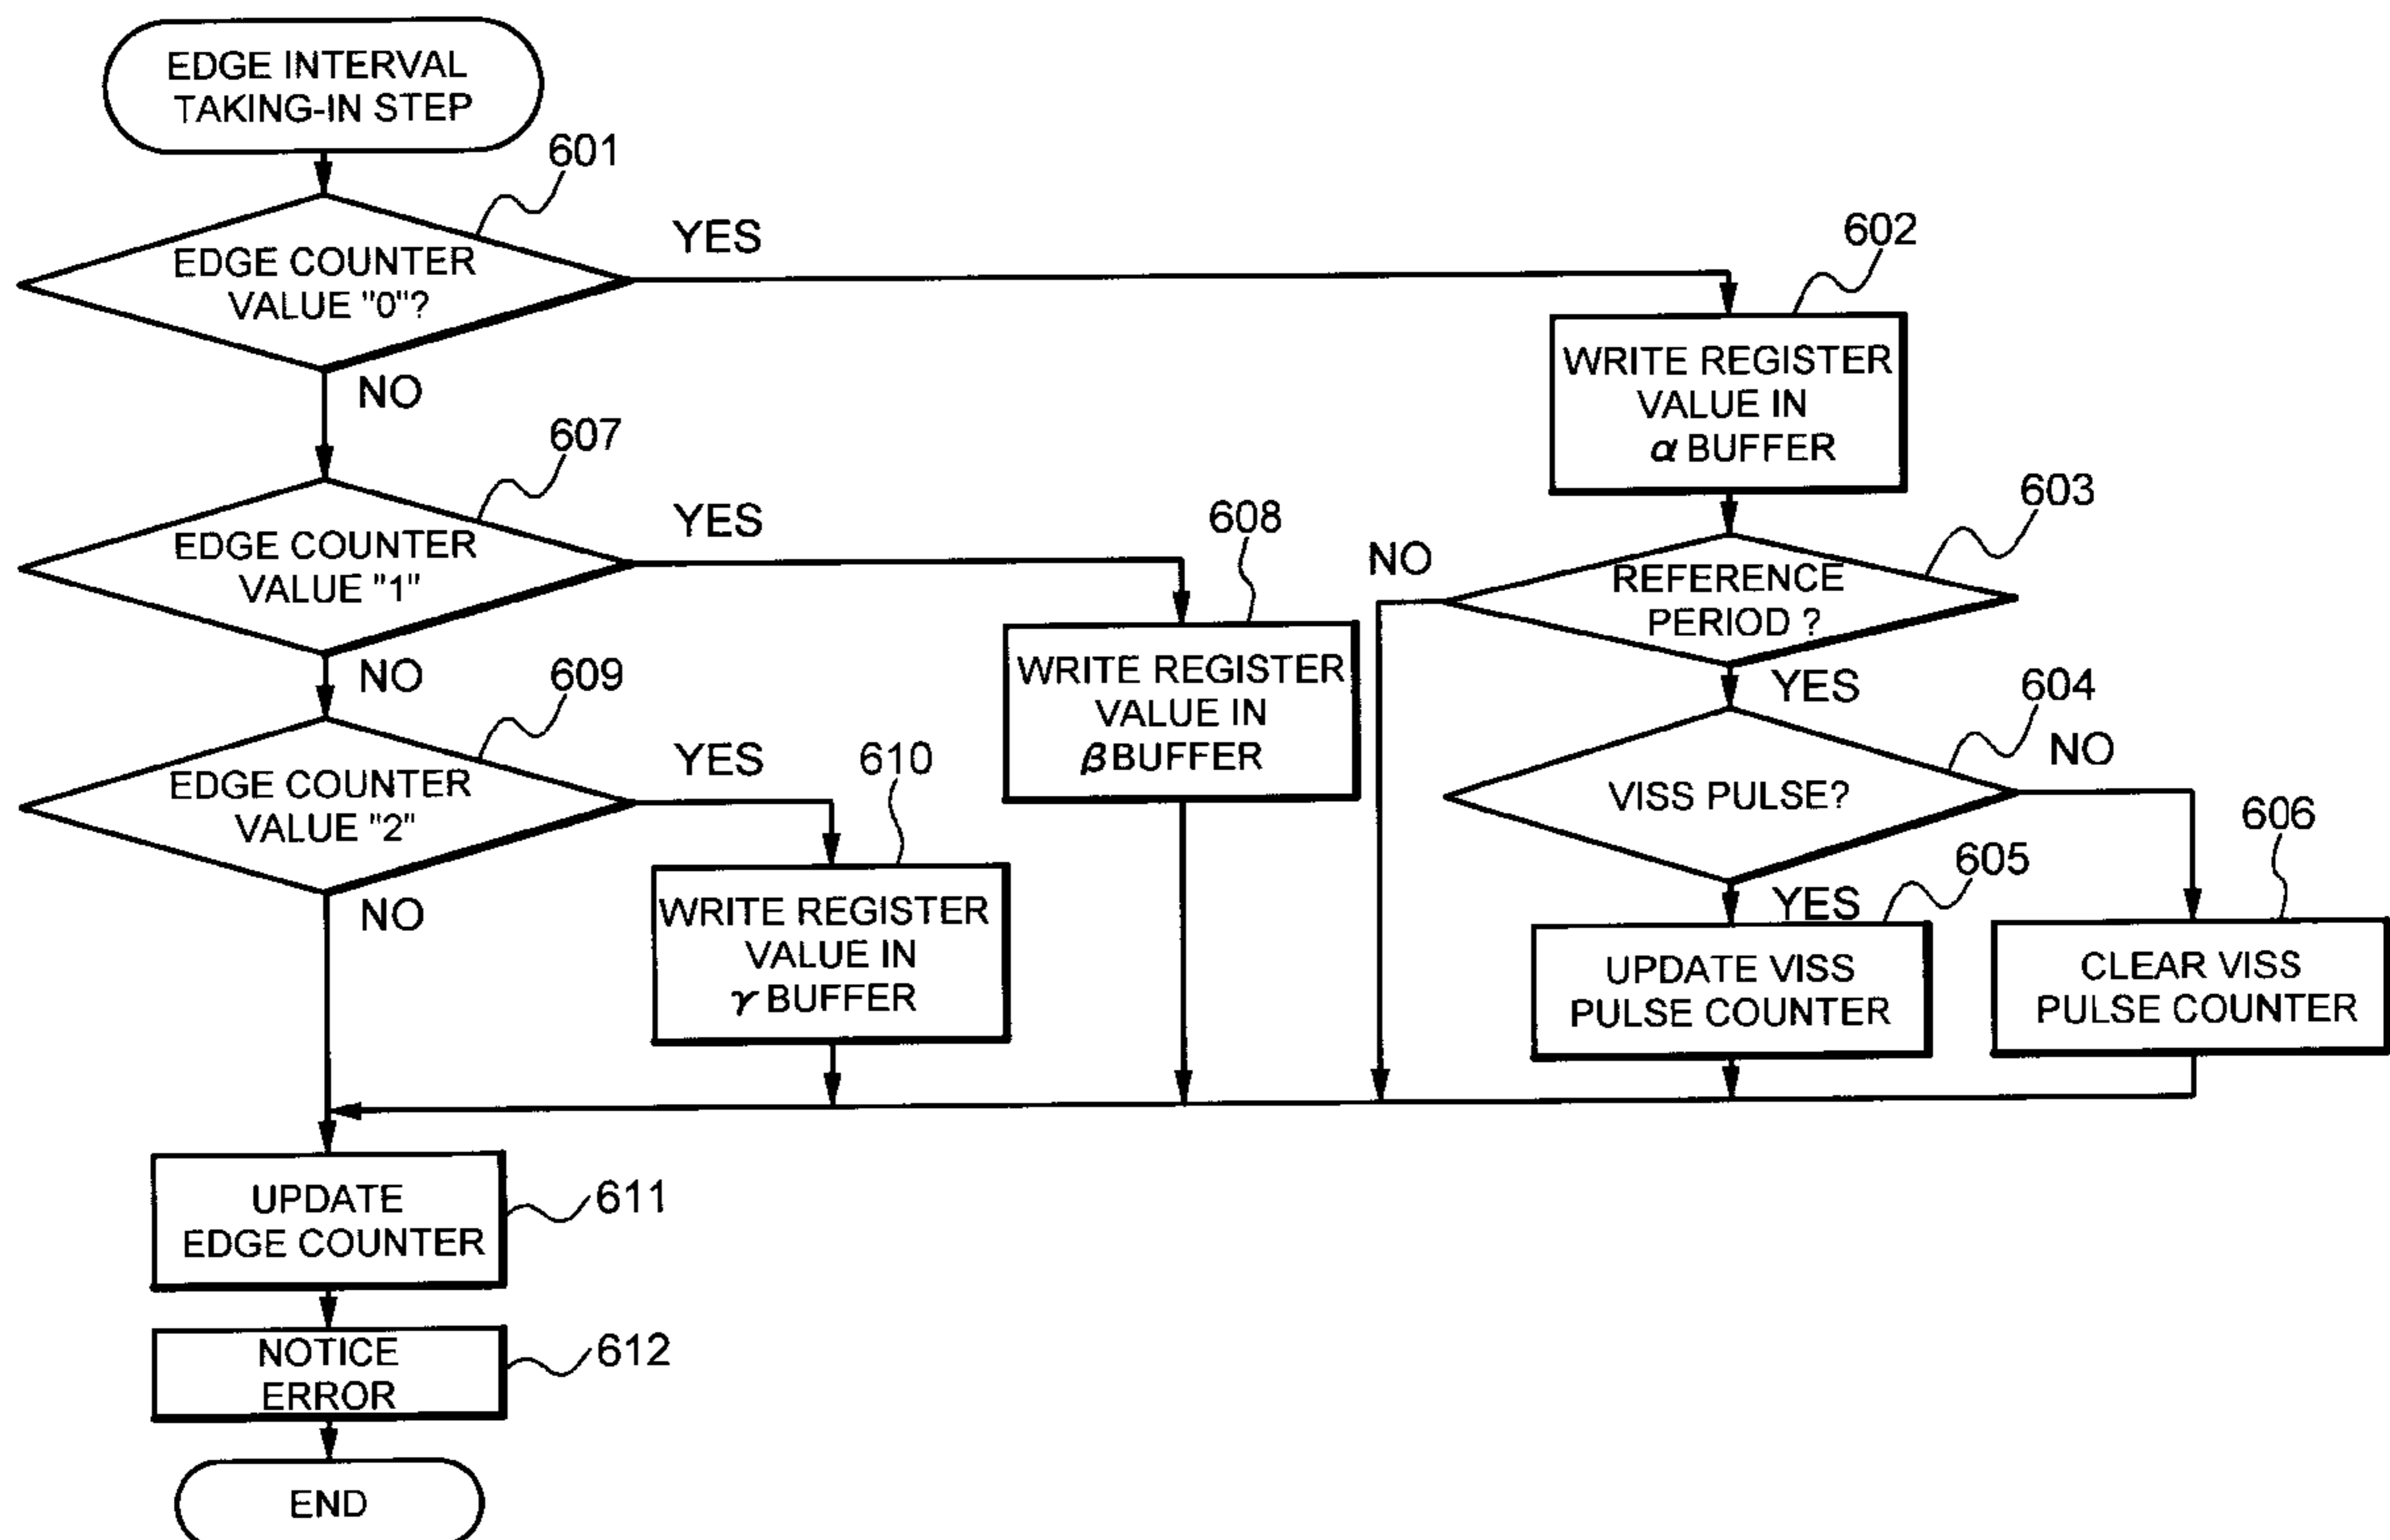 EDGE INTERVAL
TAKING-IN STEP
601
EDGE COUNTER
VALUE "0"?
YES
NO
602
WRITE REGISTER
VALUE IN
α BUFFER
603
REFERENCE
PERIOD ?
NO
YES
604
VISS PULSE?
NO
YES
605
UPDATE VISS
PULSE COUNTER
606
CLEAR VISS
PULSE COUNTER
607
EDGE COUNTER
VALUE "1"
YES
NO
608
WRITE REGISTER
VALUE IN
β BUFFER
609
EDGE COUNTER
VALUE "2"
YES
NO
610
WRITE REGISTER
VALUE IN
γ BUFFER
UPDATE
EDGE COUNTER
611
NOTICE
ERROR
612
END